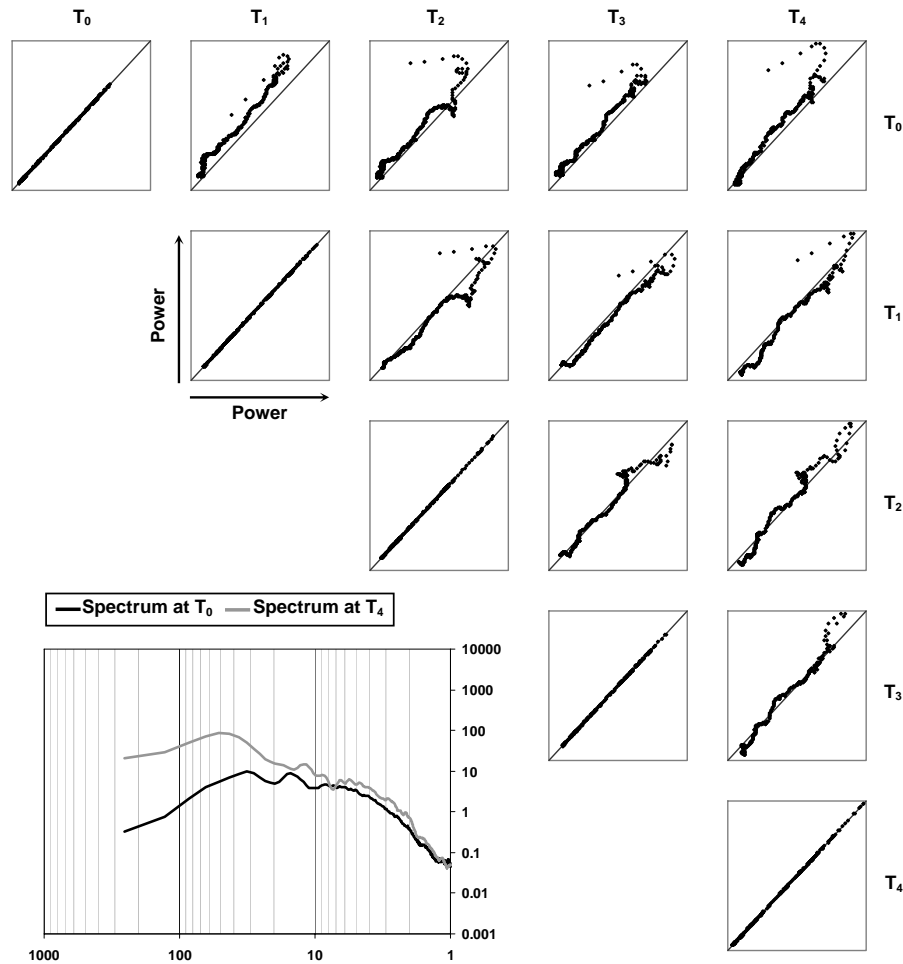 T₀ T₁ T₂ T₃ T₄
T₀
Power
T₁
Power
T₂
Spectrum at T₀ Spectrum at T₄
T₃
10000
1000
100
10
1
0.1
0.01
0.001
T₄
1000 100 10 1